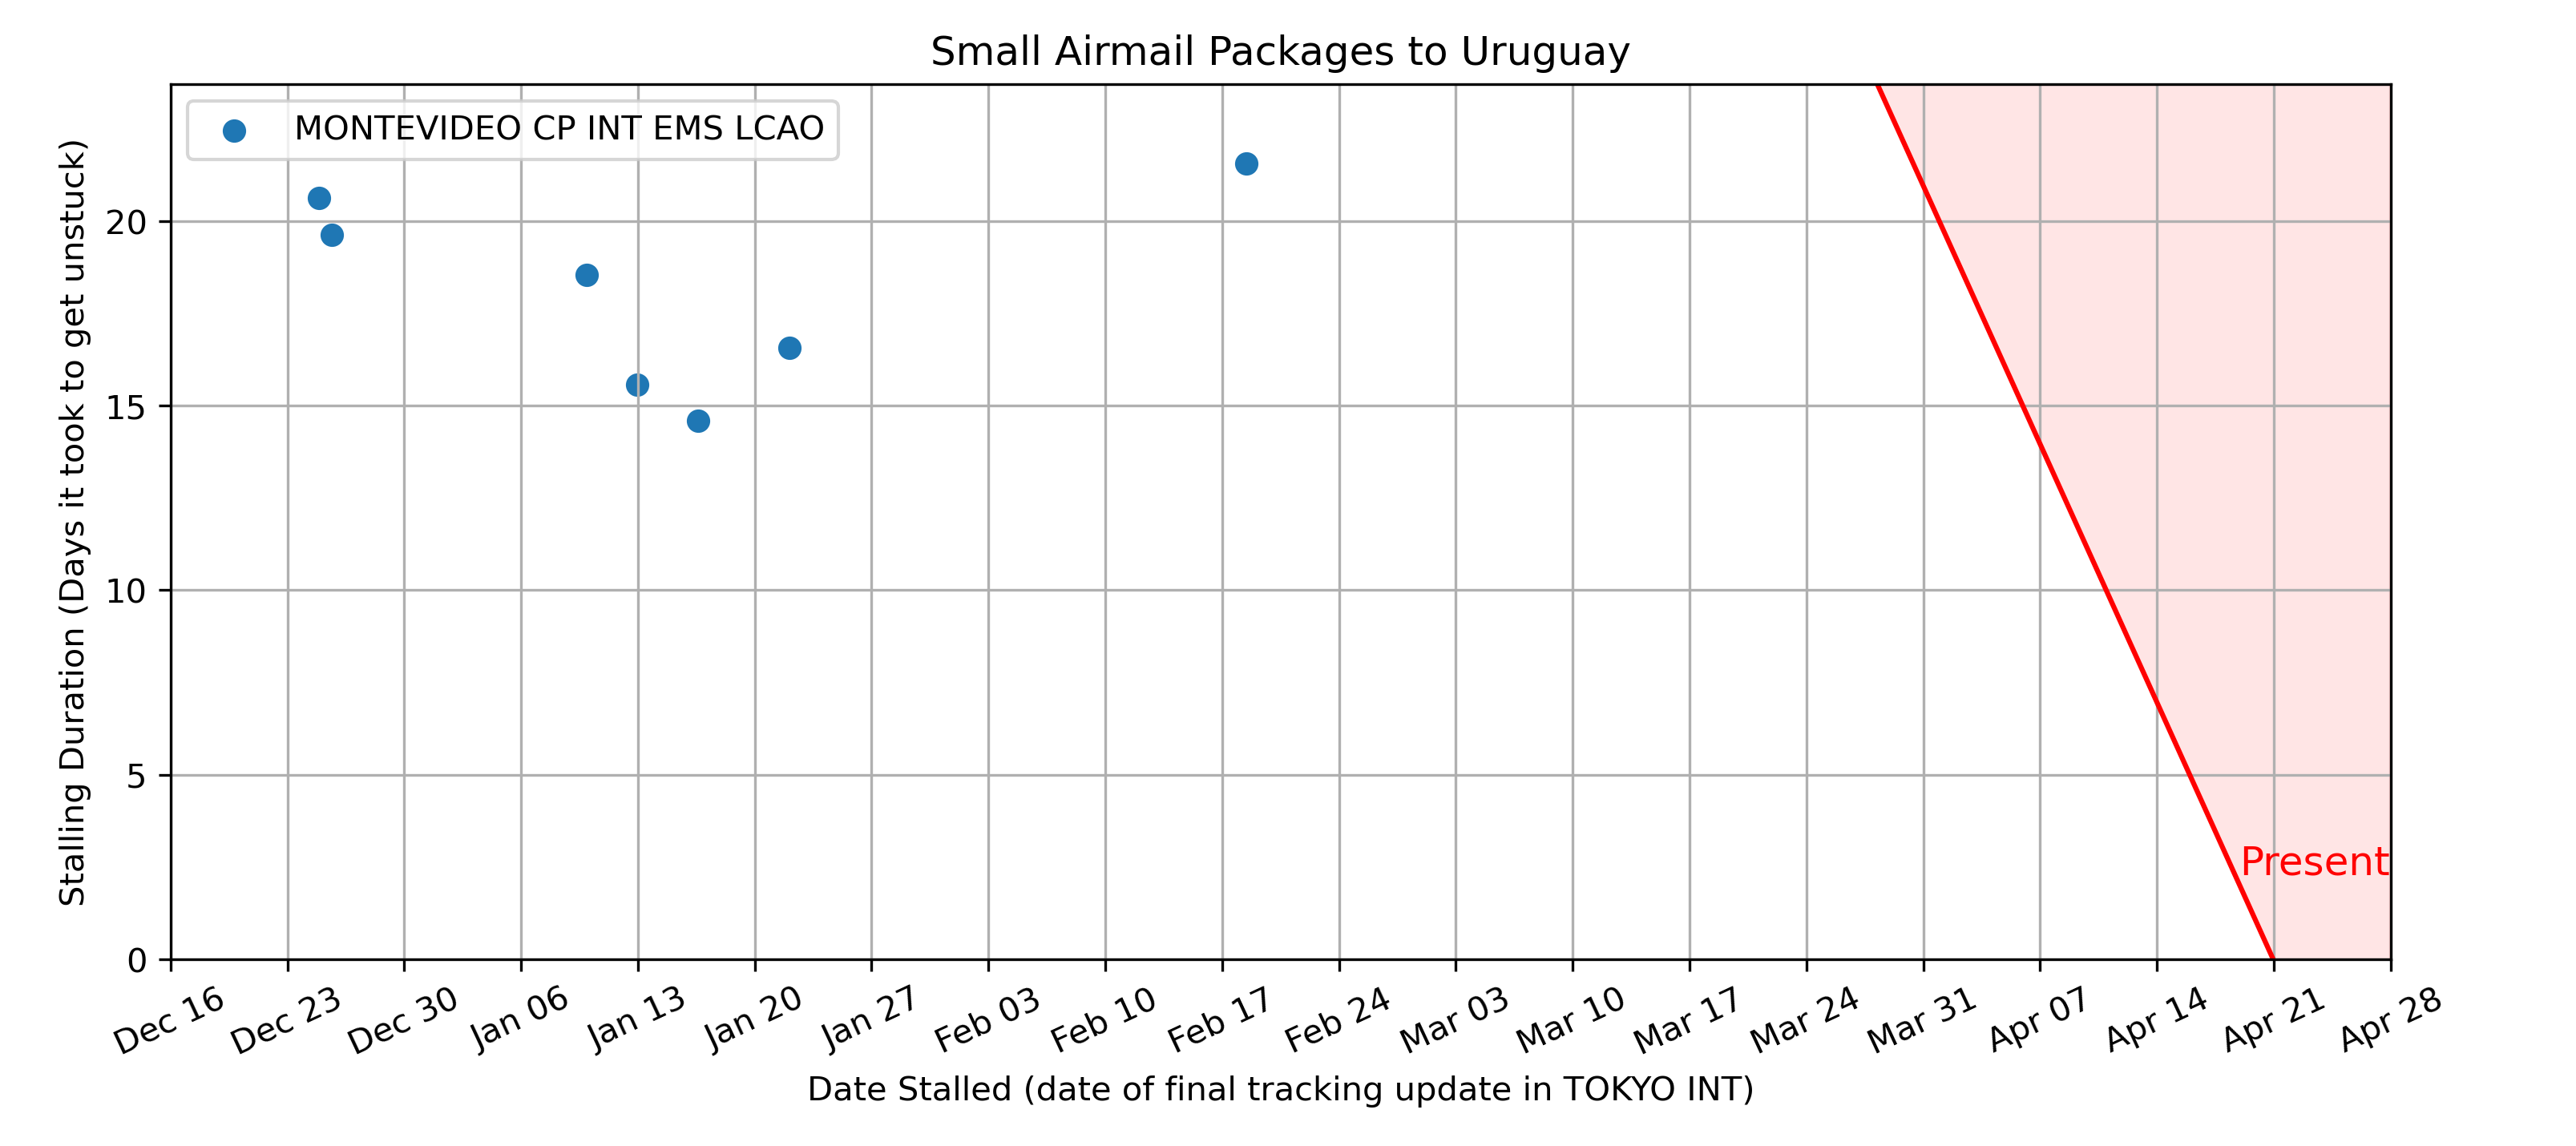 Small Airmail Packages to Uruguay
MONTEVIDEO CP INT EMS LCAO
Stalling Duration (Days it took to get unstuck)
20
15
10
5
0
Present
Dec 16
Dec 23
Dec 30
Jan 06
Jan 13
Jan 20
Jan 27
Feb 03
Feb 10
Feb 17
Feb 24
Mar 03
Mar 10
Mar 17
Mar 24
Mar 31
Apr 07
Apr 14
Apr 21
Apr 28
Date Stalled (date of final tracking update in TOKYO INT)